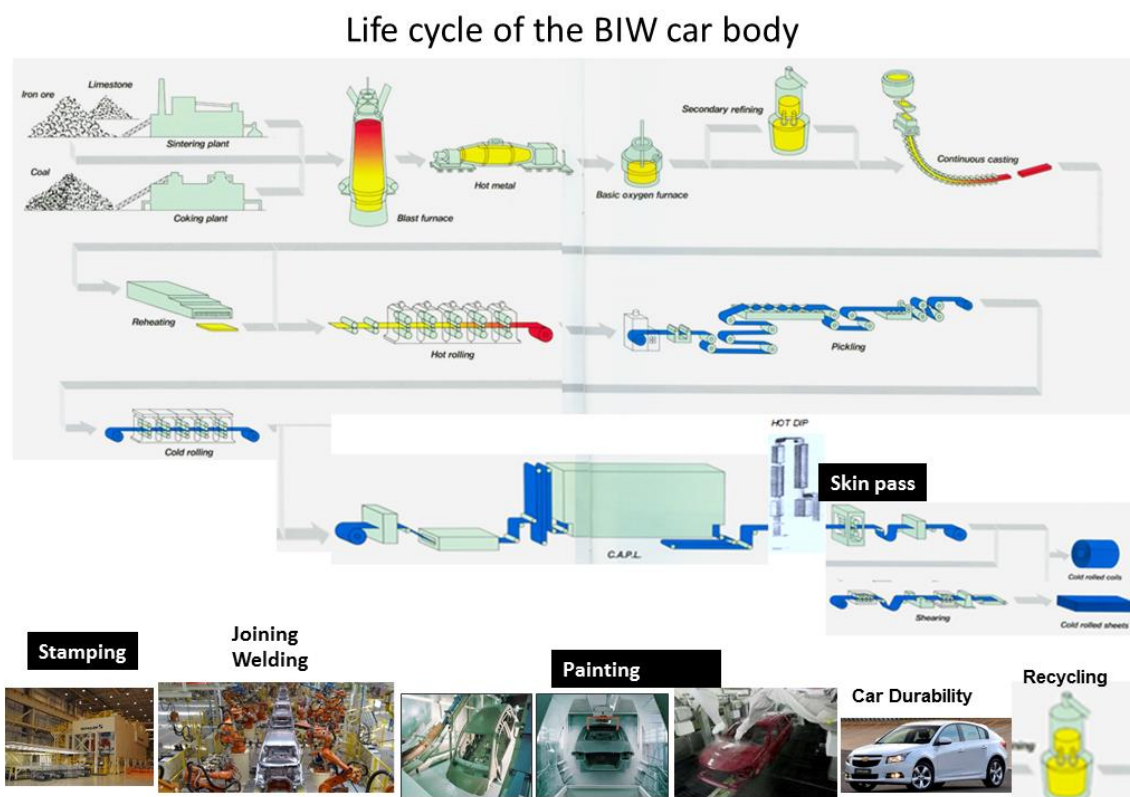 Life cycle of the BIW car body
Iron ore
Limestone
Sintering plant
Coal
Coking plant
Blast furnace
Hot metal
Basic oxygen furnace
Secondary refining
Continuous casting
Reheating
Hot rolling
Pickling
Cold rolling
C.A.P.L.
HOT DIP
Skin pass
Cold rolled coils
Shearing
Cold rolled sheets
Stamping
Joining
Welding
Painting
Car Durability
Recycling
ning